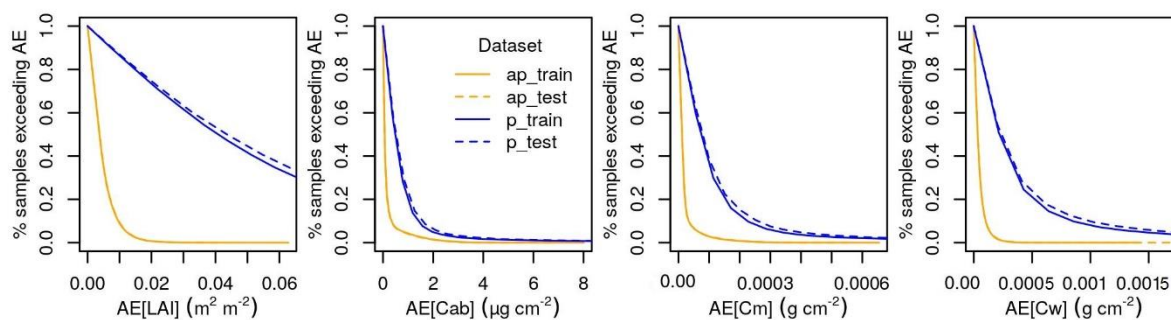 % samples exceeding AE
1.0
0.8
0.6
0.4
0.2
0.0
0.00 0.02 0.04 0.06
AE[LAI] (m² m⁻²)
% samples exceeding AE
1.0
0.8
0.6
0.4
0.2
0.0
Dataset
ap_train
ap_test
p_train
p_test
0 2 4 6 8
AE[Cab] (µg cm⁻²)
% samples exceeding AE
1.0
0.8
0.6
0.4
0.2
0.0
0.0000 0.0003 0.0006
AE[Cm] (g cm⁻²)
% samples exceeding AE
1.0
0.8
0.6
0.4
0.2
0.0
0.0000 0.0005 0.0010 0.0015
AE[Cw] (g cm⁻²)